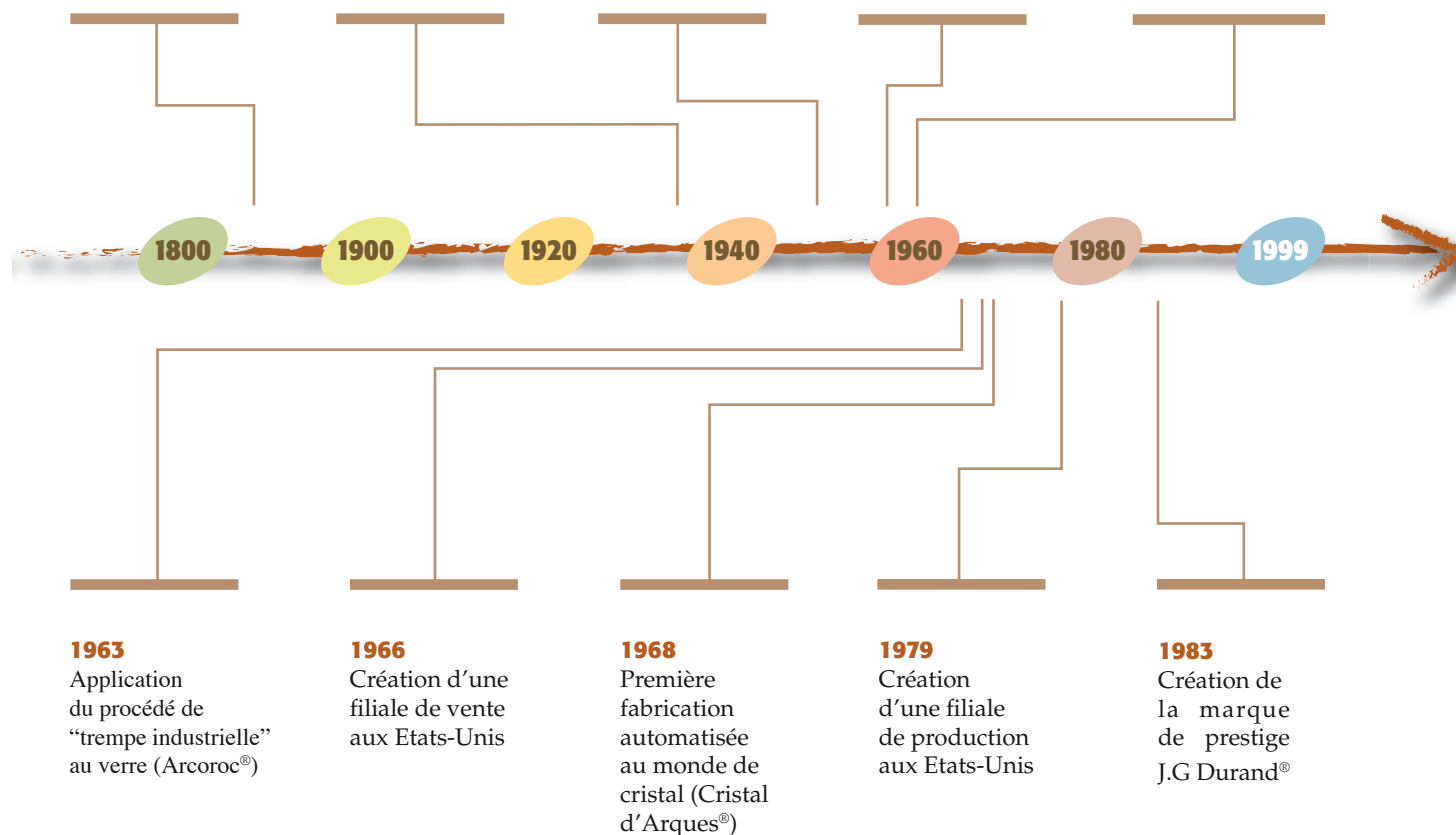 1800
1900
1920
1940
1960
1980
1999
1963
Application
du procédé de
“trempe industrielle”
au verre (Arcoroc®)
1966
Création d’une
filiale de vente
aux Etats-Unis
1968
Première
fabrication
automatisée
au monde de
cristal (Cristal
d’Arques®)
1979
Création
d’une filiale
de production
aux Etats-Unis
1983
Création de
la marque
de prestige
J.G Durand®